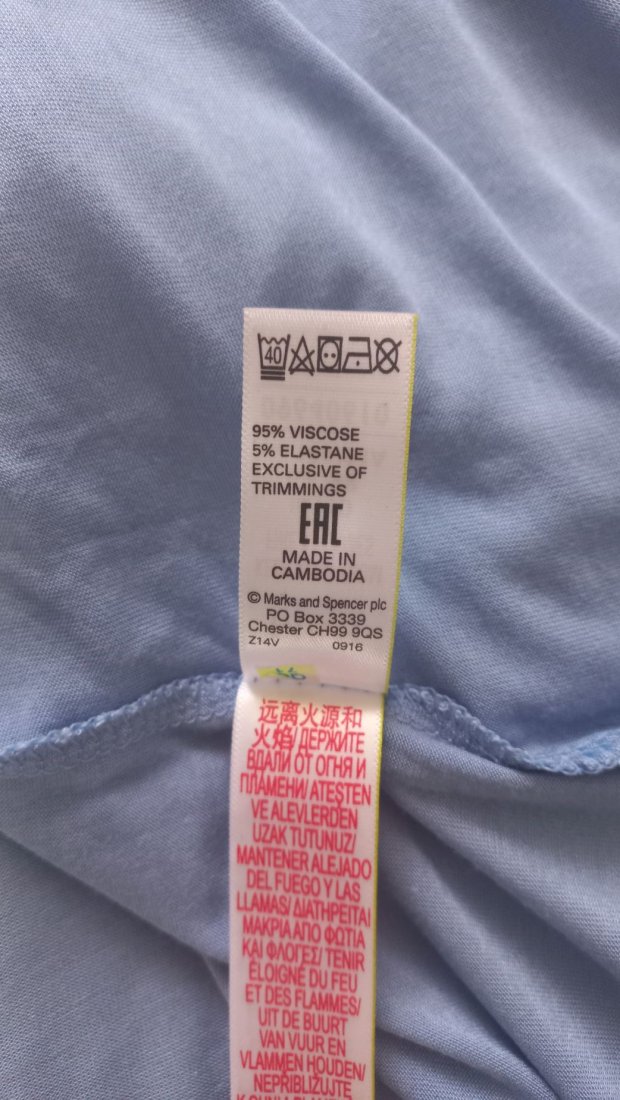 40
95% VISCOSE
5% ELASTANE
EXCLUSIVE OF
TRIMMINGS
EAC
MADE IN
CAMBODIA
© Marks and Spencer plc
PO Box 3339
Chester CH99 9QS
Z14V 0916
远离火源和
火焰/ ДЕРЖИТЕ
ВДАЛИ ОТ ОГНЯ И
ПЛАМЕНИ/ ATEŞTEN
VE ALEVLERDEN
UZAK TUTUNUZ/
MANTENER ALEJADO
DEL FUEGO Y LAS
LLAMAS/ ΔΙΑΤΗΡΕΙΤΑΙ
ΜΑΚΡΙΑ ΑΠΟ ΦΩΤΙΑ
ΚΑΙ ΦΛΟΓΕΣ/ TENIR
ÉLOIGNÉ DU FEU
ET DES FLAMMES/
UIT DE BUURT
VAN VUUR EN
VLAMMEN HOUDEN/
NEPŘIBLIŽUJTE